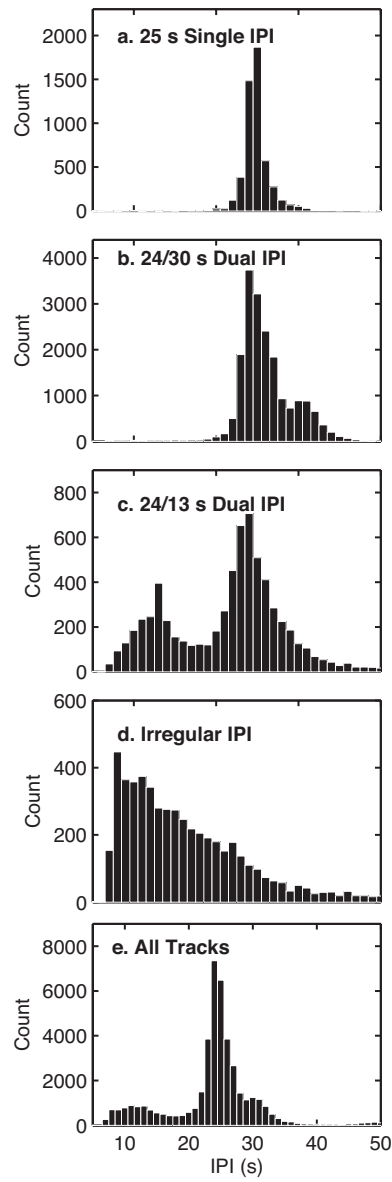 2000
a. 25 s Single IPI
1500
Count
1000
500
0
4000
b. 24/30 s Dual IPI
3000
Count
2000
1000
0
800
c. 24/13 s Dual IPI
600
Count
400
200
0
600
d. Irregular IPI
400
Count
200
0
8000
e. All Tracks
6000
Count
4000
2000
0
10 20 30 40 50
IPI (s)